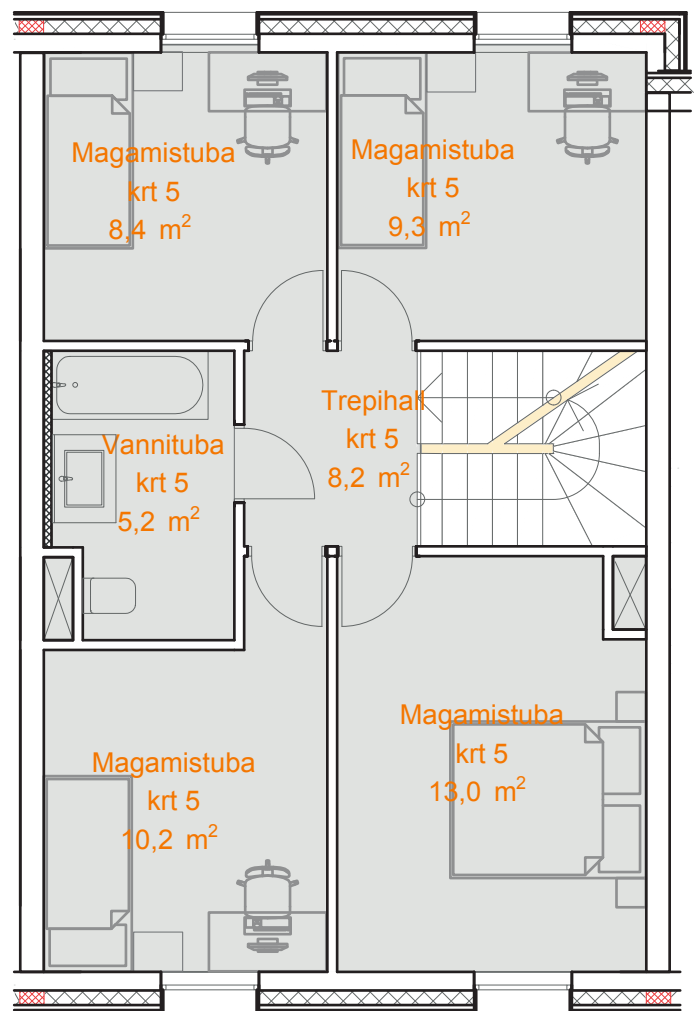 Magamistuba
krt 5
8,4 m²
Magamistuba
krt 5
9,3 m²
Trepihall
krt 5
8,2 m²
Vannituba
krt 5
5,2 m²
Magamistuba
krt 5
13,0 m²
Magamistuba
krt 5
10,2 m²